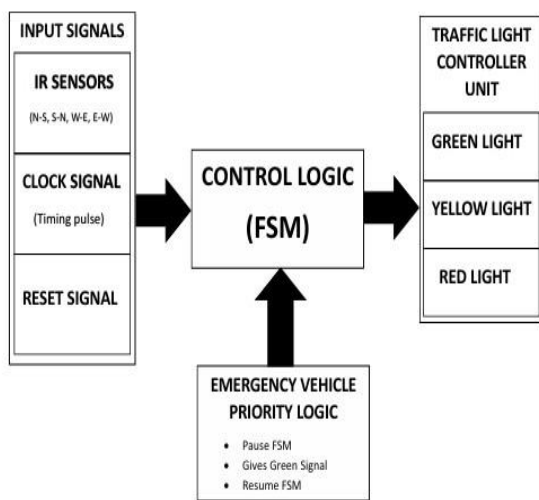 INPUT SIGNALS
IR SENSORS
(N-S, S-N, W-E, E-W)
CLOCK SIGNAL
(Timing pulse)
RESET SIGNAL
CONTROL LOGIC
(FSM)
EMERGENCY VEHICLE
PRIORITY LOGIC
• Pause FSM
• Gives Green Signal
• Resume FSM
TRAFFIC LIGHT
CONTROLLER
UNIT
GREEN LIGHT
YELLOW LIGHT
RED LIGHT